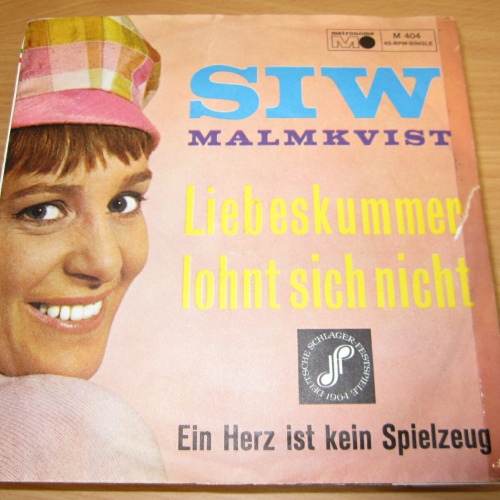 metronome
M 404
45-RPM-SINGLE
SIW
MALMKVIST
Liebeskummer
lohnt sich nicht
DEUTSCHE SCHLAGER-FESTSPIELE 1964
Ein Herz ist kein Spielzeug